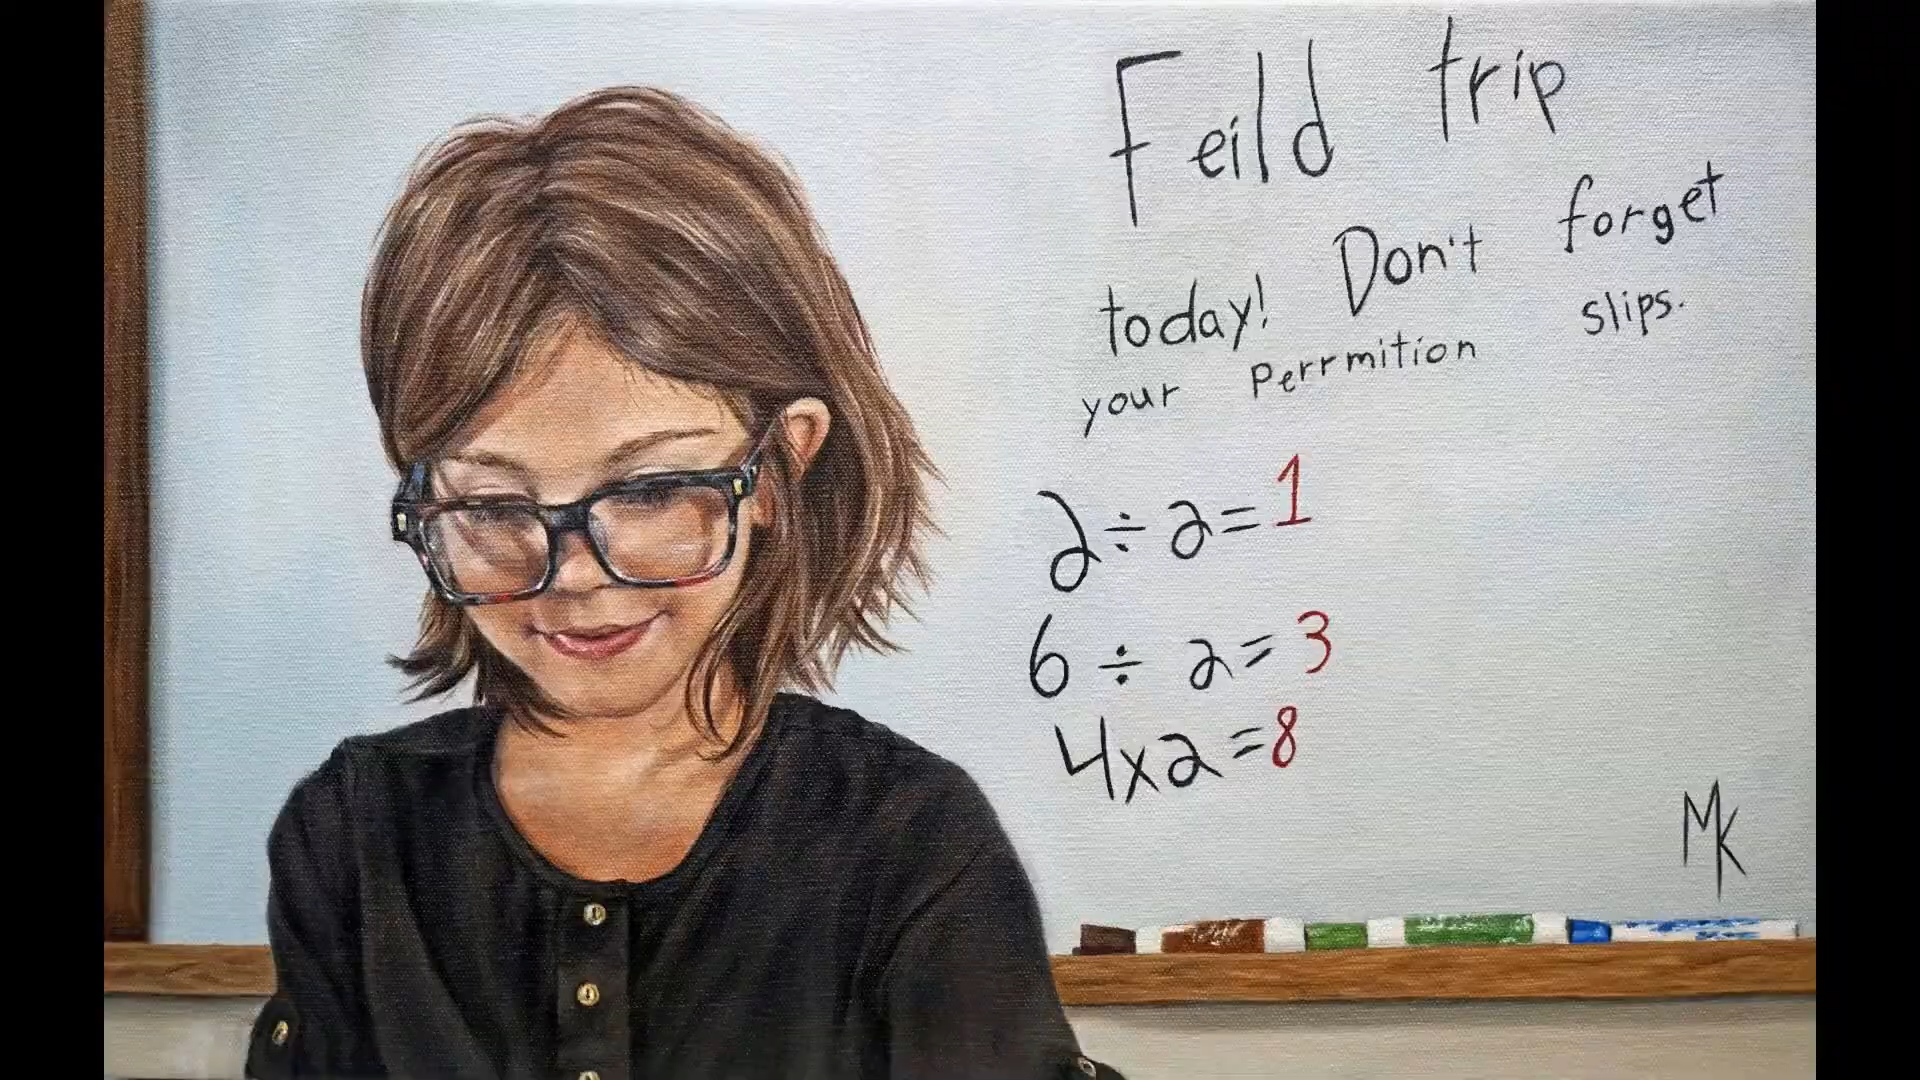 Feild trip
today! Don't forget
your perrmition slips.
2÷2=1
6÷2=3
4x2=8
MK